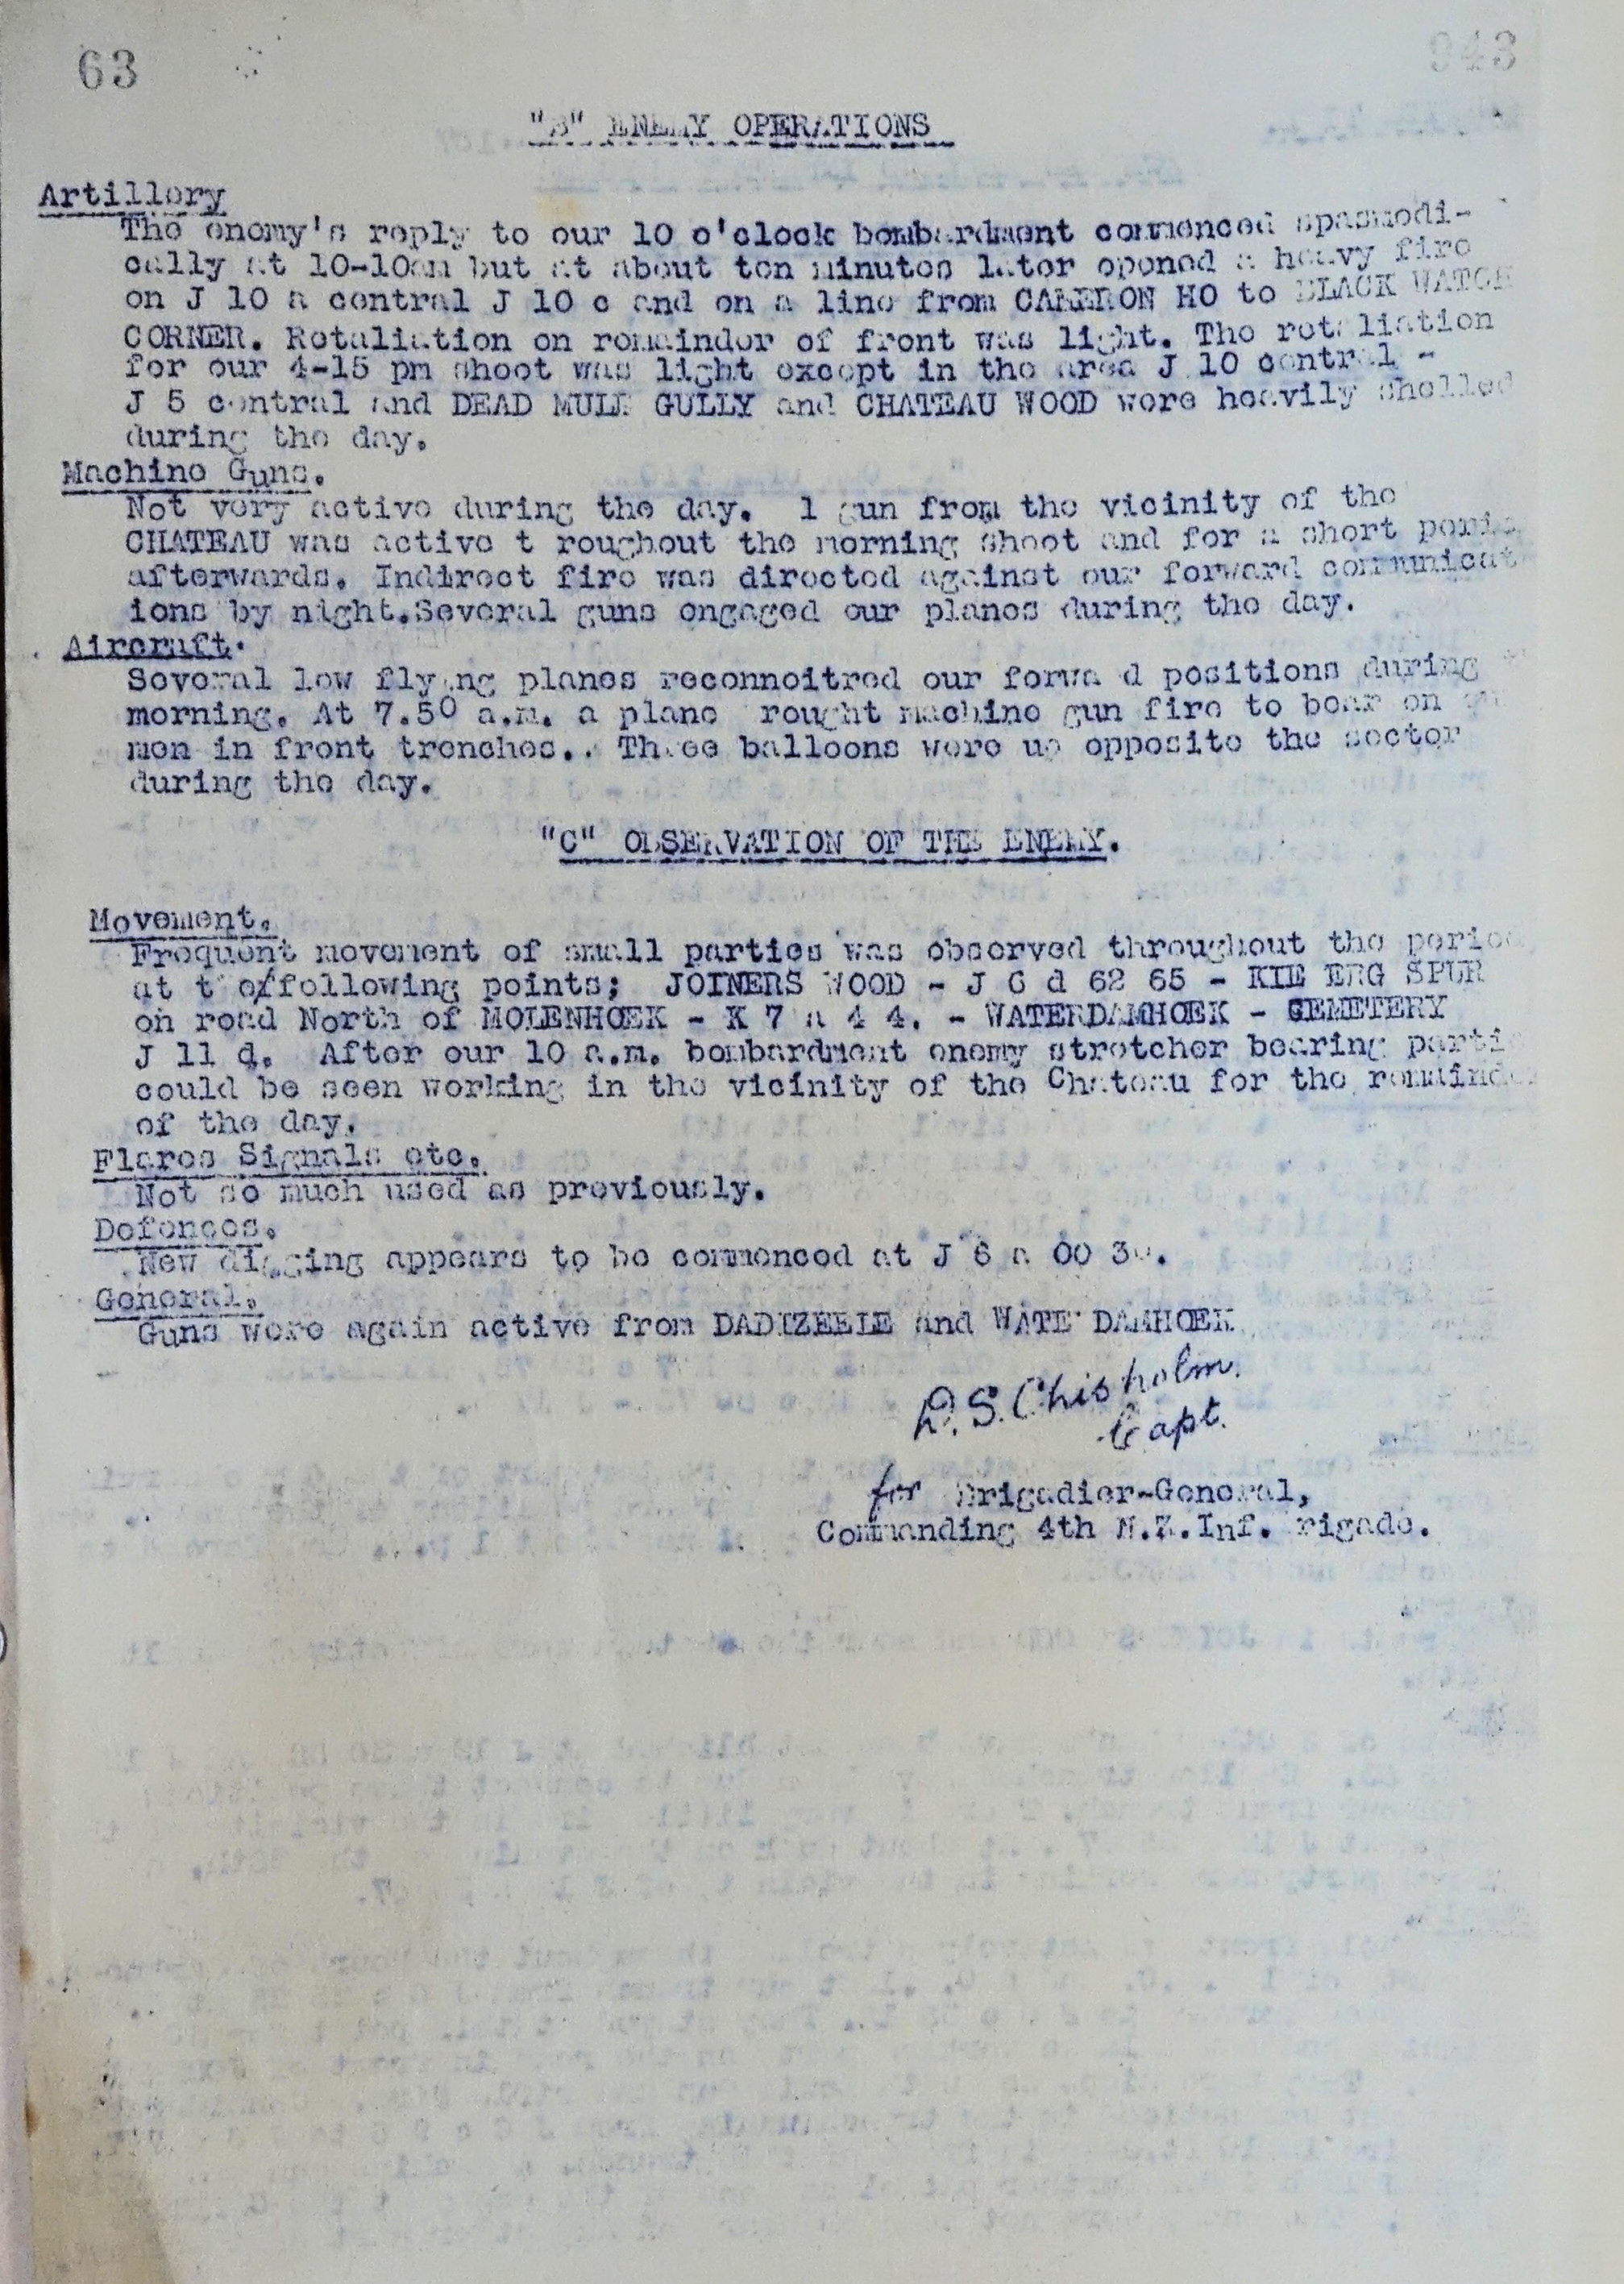 63
943
"B" ENEMY OPERATIONS
Artillery
The enemy's reply to our 10 o'clock bombardment commenced spasmodi-
cally at 10-10am but at about ten minutes later opened a heavy fire
on J 10 a central J 10 c and on a line from CAMERON HO to BLACK WATCH
CORNER. Retaliation on remainder of front was light. The retaliation
for our 4-15 pm shoot was light except in the area J 10 central -
J 5 central and DEAD MULE GULLY and CHATEAU WOOD were heavily shelled
during the day.
Machine Guns.
Not very active during the day. 1 gun from the vicinity of the
CHATEAU was active t roughout the morning shoot and for a short perio
afterwards. Indirect fire was directed against our forward communicat
ions by night.Several guns engaged our planes during the day.
Aircraft.
Several low flying planes reconnoitred our forwa d positions during
morning. At 7.50 a.m. a plane rought machine gun fire to bear on
men in front trenches.. Three balloons were up opposite the sector
during the day.
"C" OBSERVATION OF THE ENEMY.
Movement.
Frequent movement of small parties was observed throughout the period
at t e/following points; JOINERS WOOD - J 6 d 62 65 - KIE ERG SPUR
on road North of MOLENHOEK - K 7 a 4 4. - WATERDAMHOEK - CEMETERY
J 11 d. After our 10 a.m. bombardment enemy stretcher bearing parti
could be seen working in the vicinity of the Chateau for the remainde
of the day.
Flares Signals etc.
Not so much used as previously.
Defences.
New digging appears to be commenced at J 6 a 00 30.
General.
Guns were again active from DADIZEELE and WATE DAMHOEK
D.S. Chisholm.
Capt.
for Brigadier-General,
Commanding 4th N.Z.Inf. rigade.